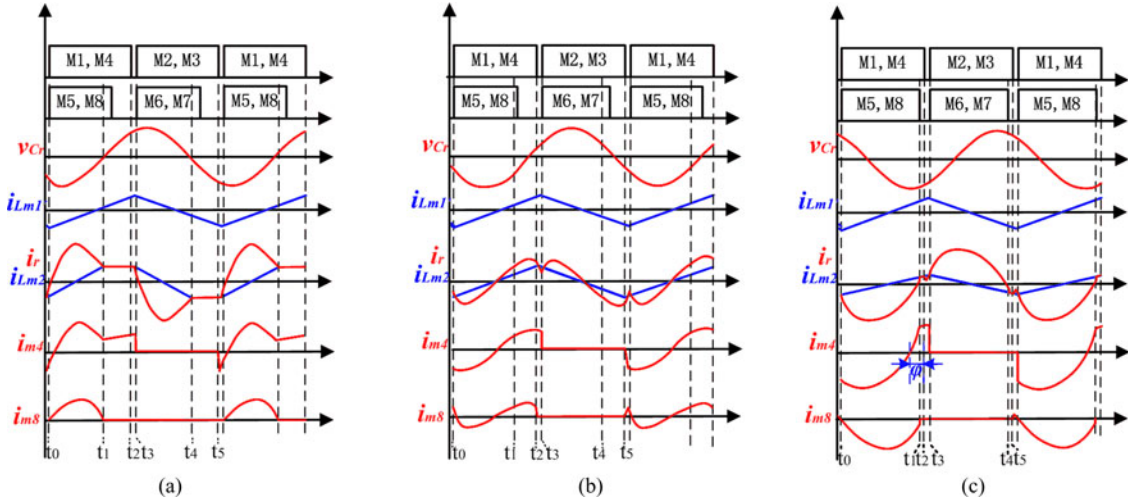 M1,M4 M2,M3 M1,M4
M5,M8 M6,M7 M5,M8
vCr
iLm1
ir
iLm2
im4
im8
t0 t1 t2 t3 t4 t5
(a)
M1,M4 M2,M3 M1,M4
M5,M8 M6,M7 M5,M8
vCr
iLm1
ir
iLm2
im4
im8
t0 t1 t2 t3 t4 t5
(b)
M1,M4 M2,M3 M1,M4
M5,M8 M6,M7 M5,M8
vCr
iLm1
ir
iLm2
im4
φ
im8
t0 t1 t2 t3 t4 t5
(c)